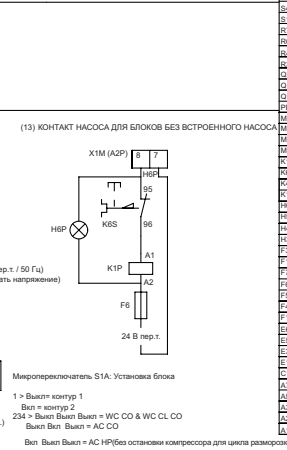 (13) КОНТАКТ НАСОСА ДЛЯ БЛОКОВ БЕЗ ВСТРОЕННОГО НАСОСА
X1M (A2P)
8 7
H6P
95
K6S
H6P
96
A1
K1P
A2
F6
24 В пер.т.
ер.т. / 50 Гц)
ать напряжение)
Микропереключатель S1A: Установка блока
1 > Выкл= контур 1
Вкл = контур 2
234 > Выкл Выкл Выкл = WC CO & WC CL CO
Выкл Вкл Выкл = AC CO
Вкл Выкл Выкл = AC HP(без остановки компрессора для цикла разморозк